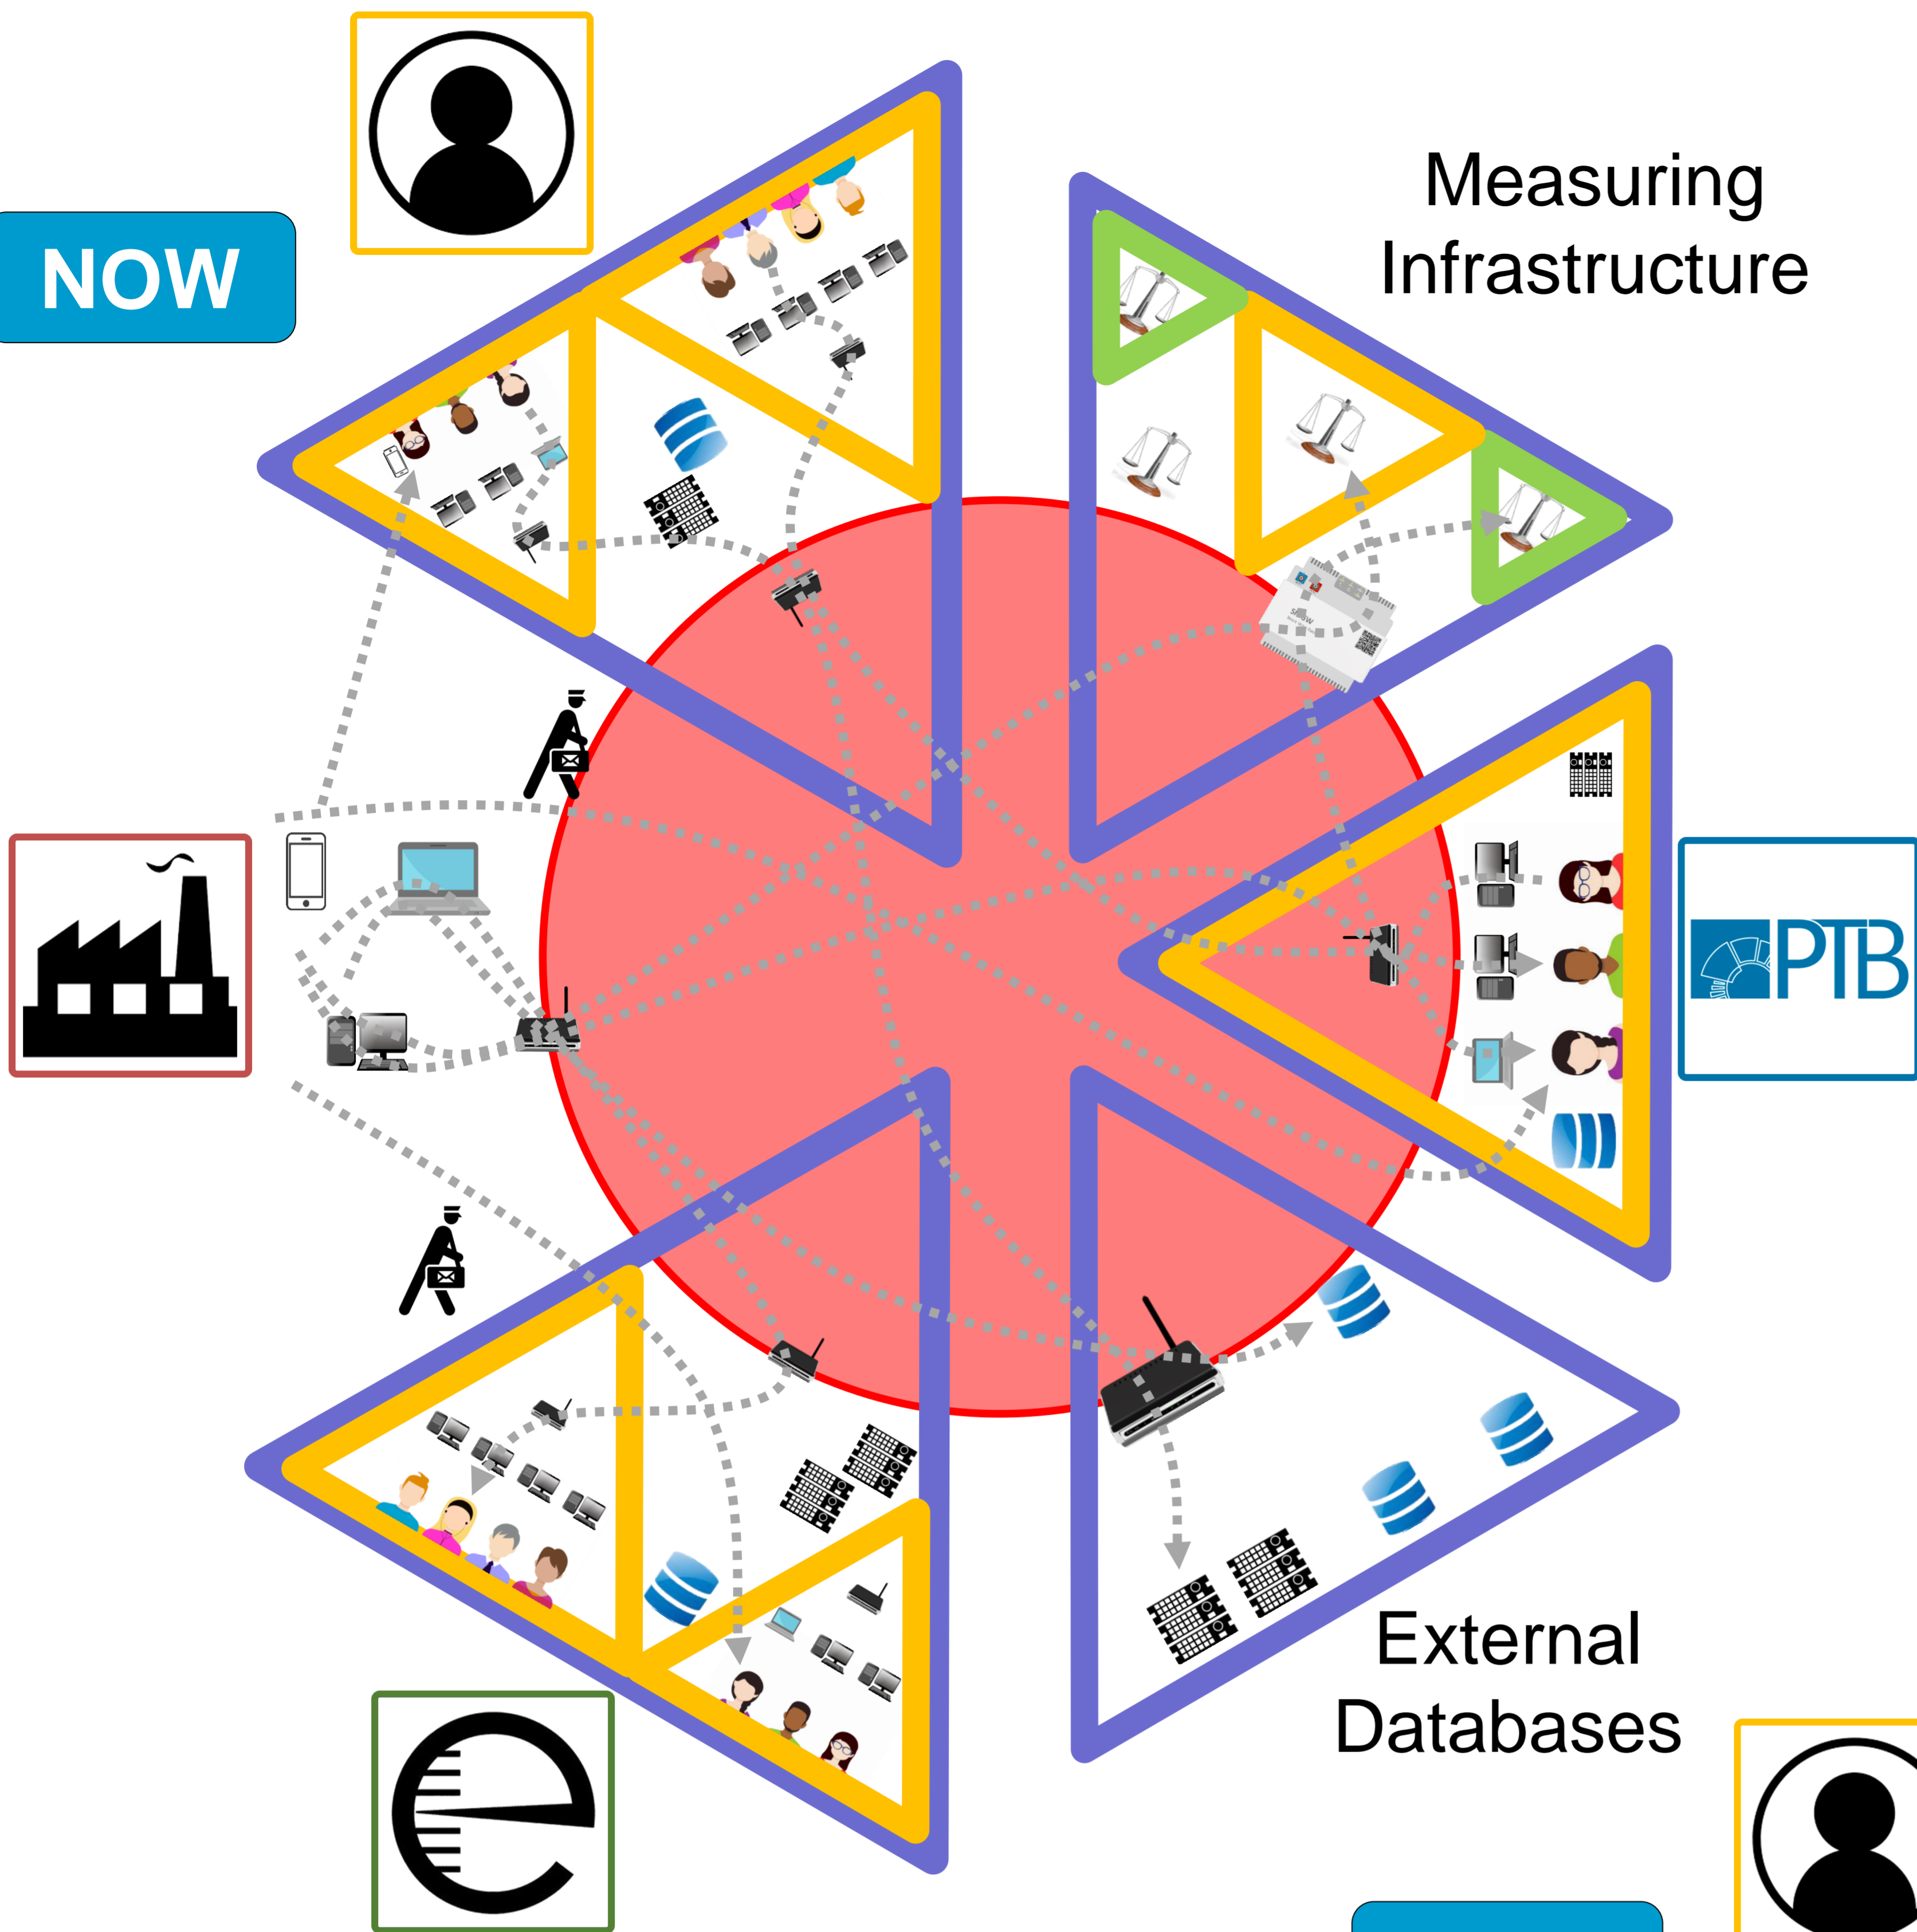 NOW
Measuring
Infrastructure
PTB
External
Databases